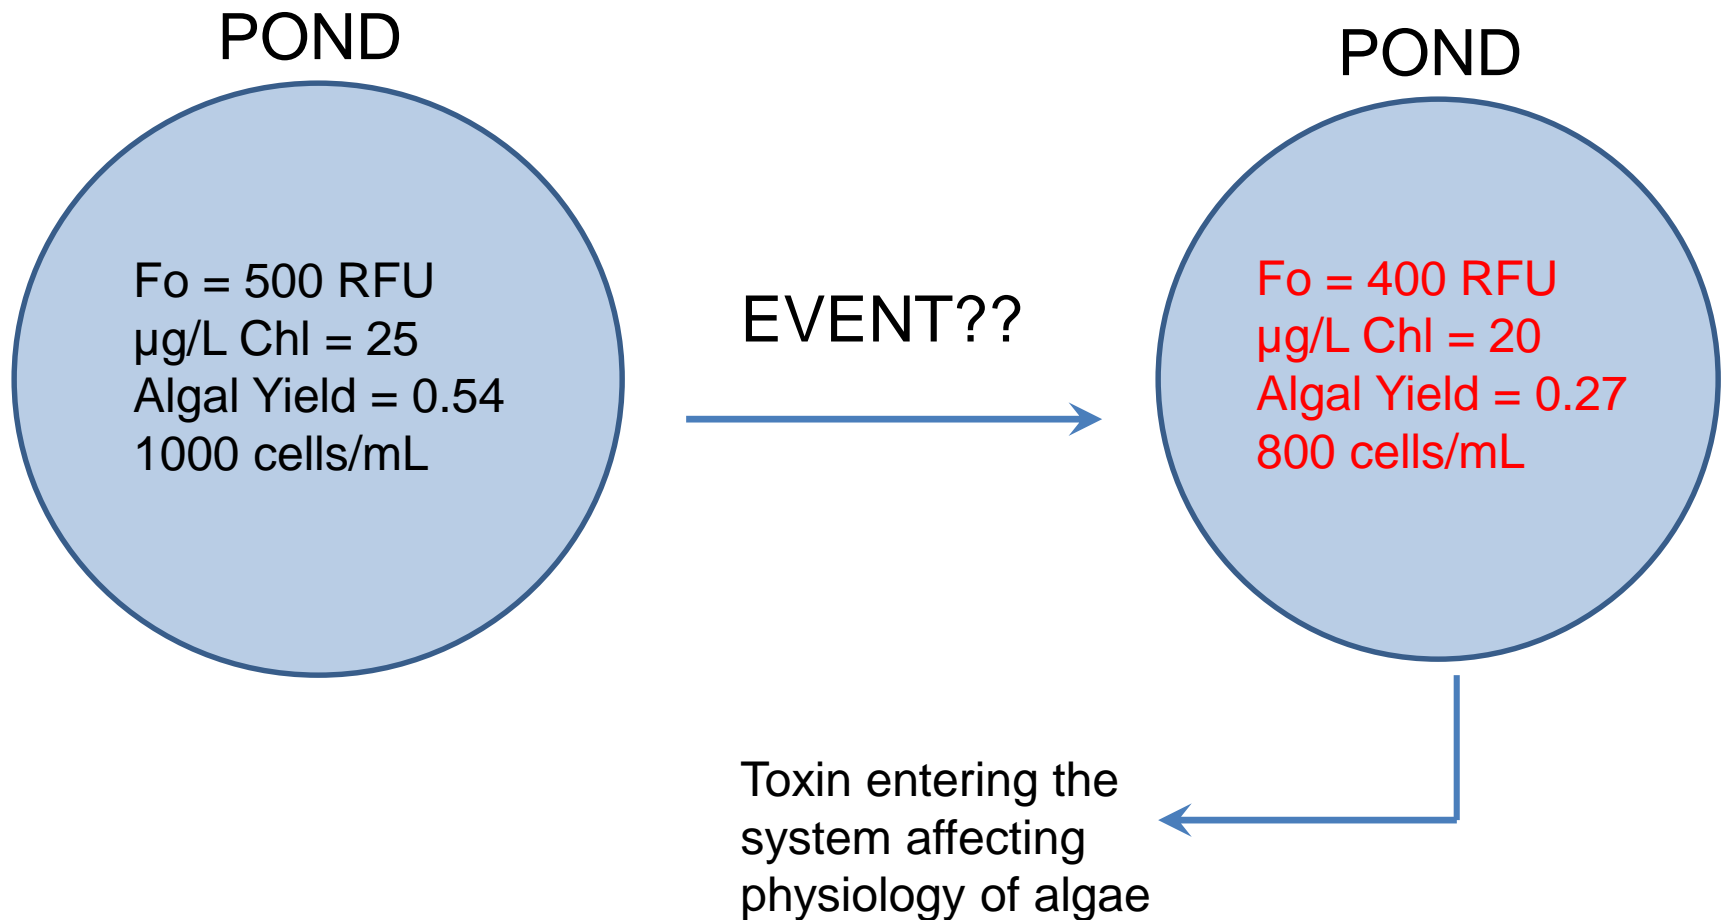 POND
Fo = 500 RFU
µg/L Chl = 25
Algal Yield = 0.54
1000 cells/mL
EVENT??
POND
Fo = 400 RFU
µg/L Chl = 20
Algal Yield = 0.27
800 cells/mL
Toxin entering the
system affecting
physiology of algae